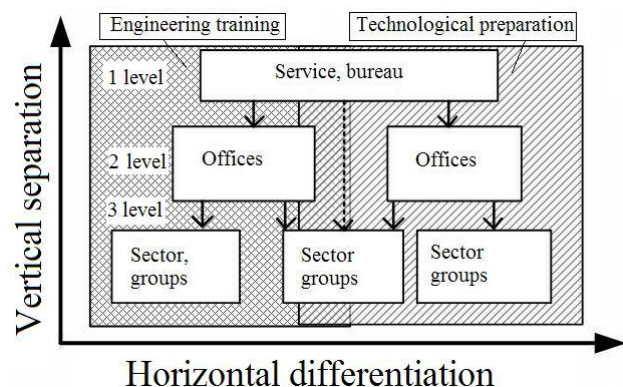 Engineering training
Technological preparation
1 level
Service, bureau
2 level
Offices
Offices
3 level
Sector,
groups
Sector
groups
Sector
groups
Vertical separation
Horizontal differentiation